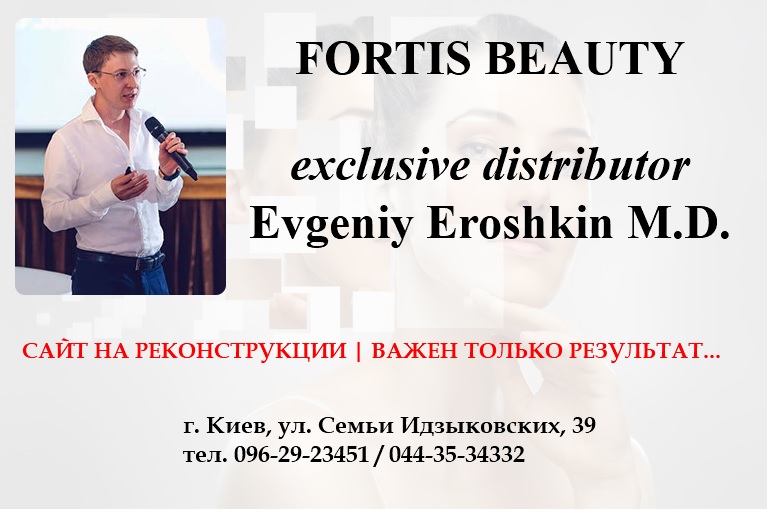 FORTIS BEAUTY
exclusive distributor
Evgeniy Eroshkin M.D.
САЙТ НА РЕКОНСТРУКЦИИ | ВАЖЕН ТОЛЬКО РЕЗУЛЬТАТ...
г. Киев, ул. Семьи Идзыковских, 39
тел. 096-29-23451 / 044-35-34332